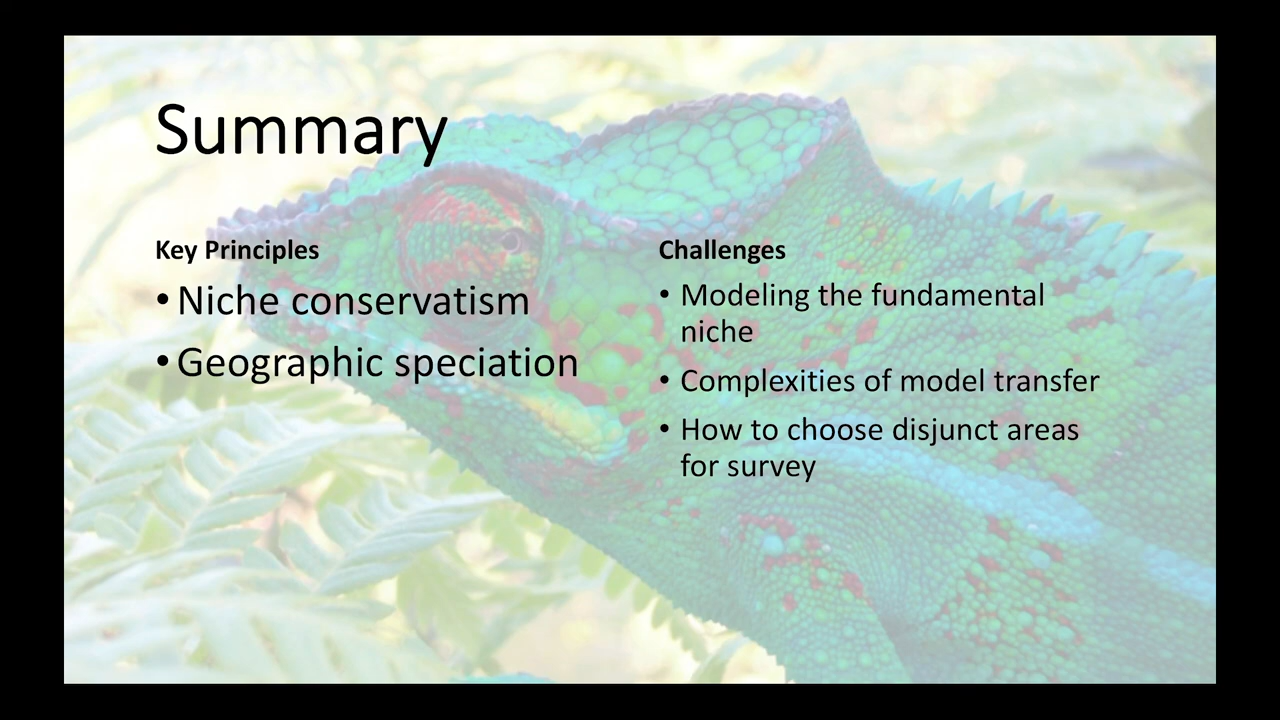 Summary
Key Principles
• Niche conservatism
• Geographic speciation
Challenges
• Modeling the fundamental
niche
• Complexities of model transfer
• How to choose disjunct areas
for survey